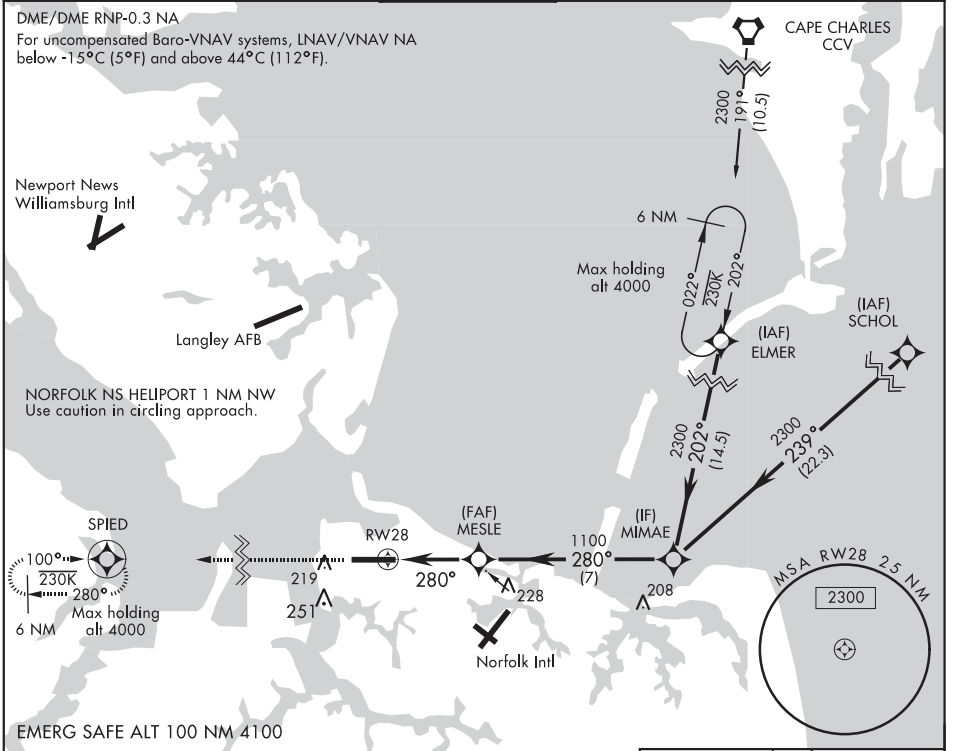 DME/DME RNP-0.3 NA
For uncompensated Baro-VNAV systems, LNAV/VNAV NA
below -15°C (5°F) and above 44°C (112°F).
CAPE CHARLES
CCV
2300
191°
(10.5)
Newport News
Williamsburg Intl
6 NM
Max holding
alt 4000
022°
230K
202°
(IAF)
ELMER
(IAF)
SCHOL
Langley AFB
NORFOLK NS HELIPORT 1 NM NW
Use caution in circling approach.
2300
202°
(14.5)
2300
239°
(22.3)
SPIED
100°
230K
280°
Max holding
alt 4000
6 NM
219
251
RW28
280°
(FAF)
MESLE
228
1100
280°
(7)
(IF)
MIMAE
208
Norfolk Intl
MSA RW28 25 NM
2300
EMERG SAFE ALT 100 NM 4100